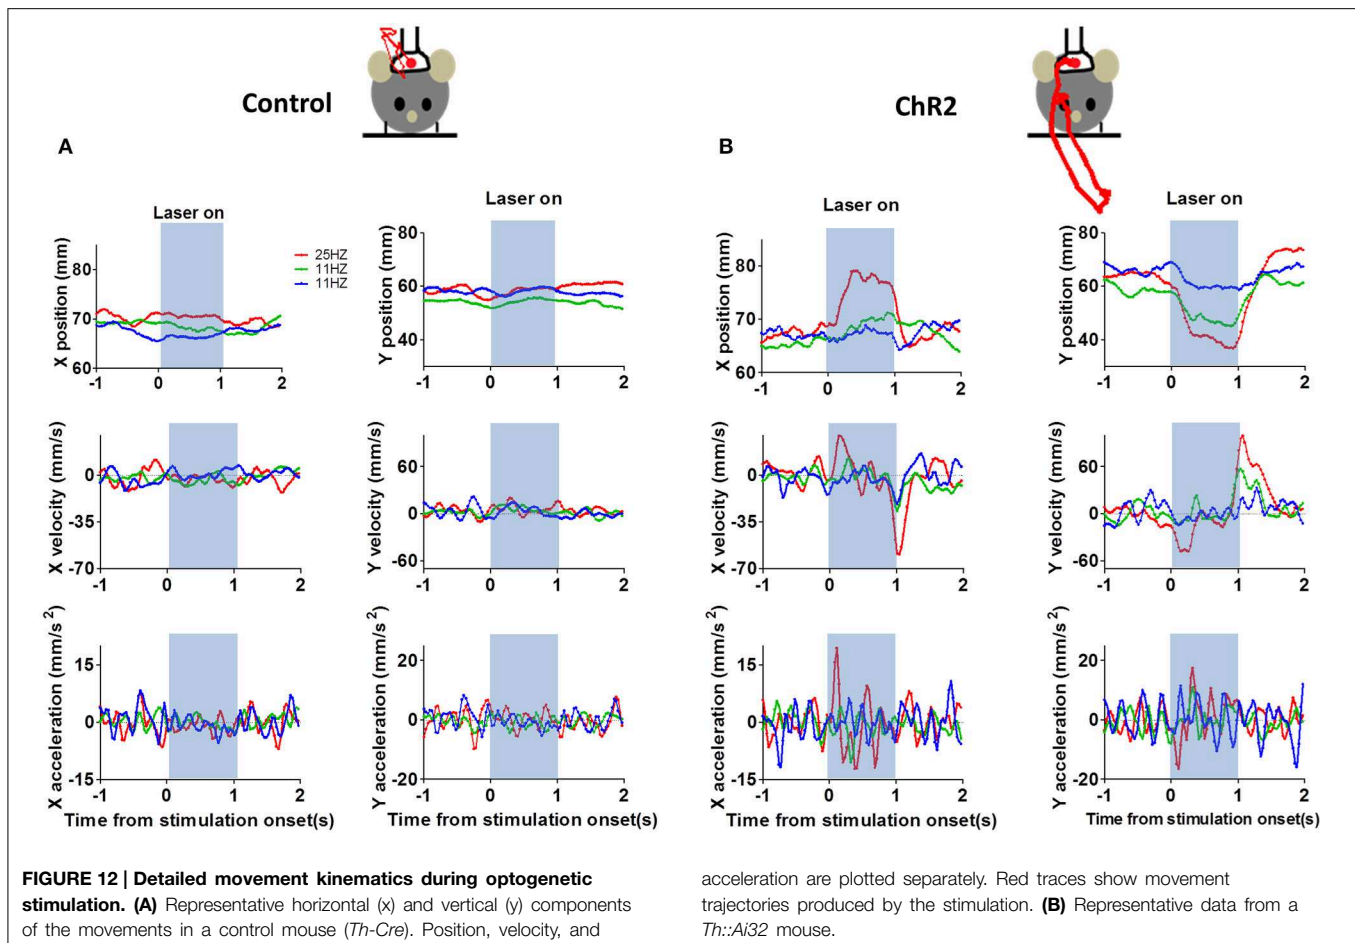 Control
ChR2
A
B
Laser on
X position (mm)
80
70
60
-1
0
1
2
25HZ
11HZ
11HZ
Laser on
Y position (mm)
80
60
40
-1
0
1
2
Laser on
X position (mm)
80
70
60
-1
0
1
2
Laser on
Y position (mm)
80
60
40
-1
0
1
2
X velocity (mm/s)
0
-35
-70
-1
0
1
2
Y velocity (mm/s)
60
0
-60
-1
0
1
2
X velocity (mm/s)
0
-35
-70
-1
0
1
2
Y velocity (mm/s)
60
0
-60
-1
0
1
2
X acceleration (mm/s²)
15
0
-15
-1
0
1
2
Time from stimulation onset(s)
Y acceleration (mm/s²)
20
0
-20
-1
0
1
2
Time from stimulation onset(s)
X acceleration (mm/s²)
15
0
-15
-1
0
1
2
Time from stimulation onset(s)
Y acceleration (mm/s²)
20
0
-20
-1
0
1
2
Time from stimulation onset(s)
FIGURE 12 | Detailed movement kinematics during optogenetic
stimulation. (A) Representative horizontal (x) and vertical (y) components
of the movements in a control mouse (Th-Cre). Position, velocity, and
acceleration are plotted separately. Red traces show movement
trajectories produced by the stimulation. (B) Representative data from a
Th::Ai32 mouse.